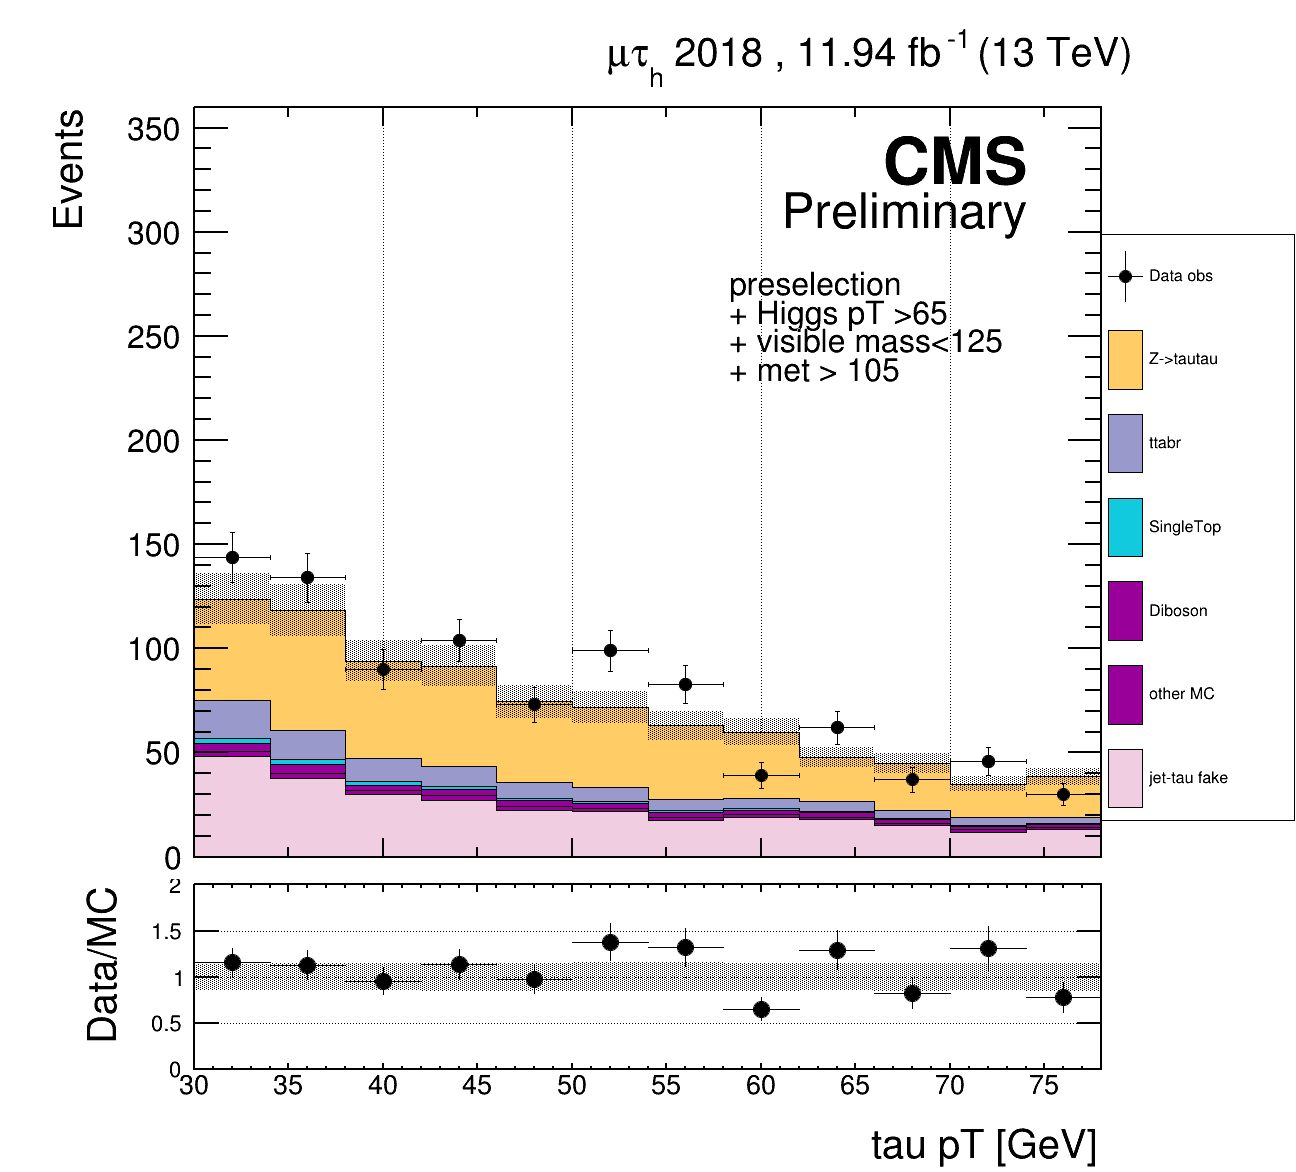 μτh 2018 , 11.94 fb-1 (13 TeV)
Events
350
300
250
200
150
100
50
0
CMS
Preliminary
preselection
+ Higgs pT >65
+ visible mass<125
+ met > 105
Data obs
Z->tautau
ttabr
SingleTop
Diboson
other MC
jet-tau fake
Data/MC
2
1.5
1
0.5
0
30 35 40 45 50 55 60 65 70 75
tau pT [GeV]